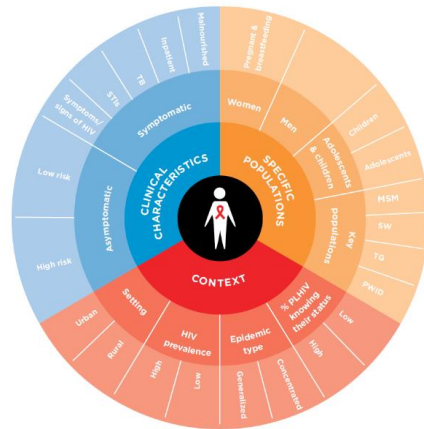 CLINICAL
CHARACTERISTICS
Symptomatic
Malnourished
Inpatient
TB
STIs
Symptoms/
signs of HIV
Asymptomatic
Low risk
High risk
SPECIFIC
POPULATIONS
Women
Pregnant &
breastfeeding
Men
Adolescents
& children
Children
Adolescents
Key
populations
MSM
SW
TG
PWID
CONTEXT
Setting
Urban
Rural
HIV
prevalence
High
Low
Epidemic
type
Generalized
Concentrated
% PLHIV
knowing
their status
High
Low